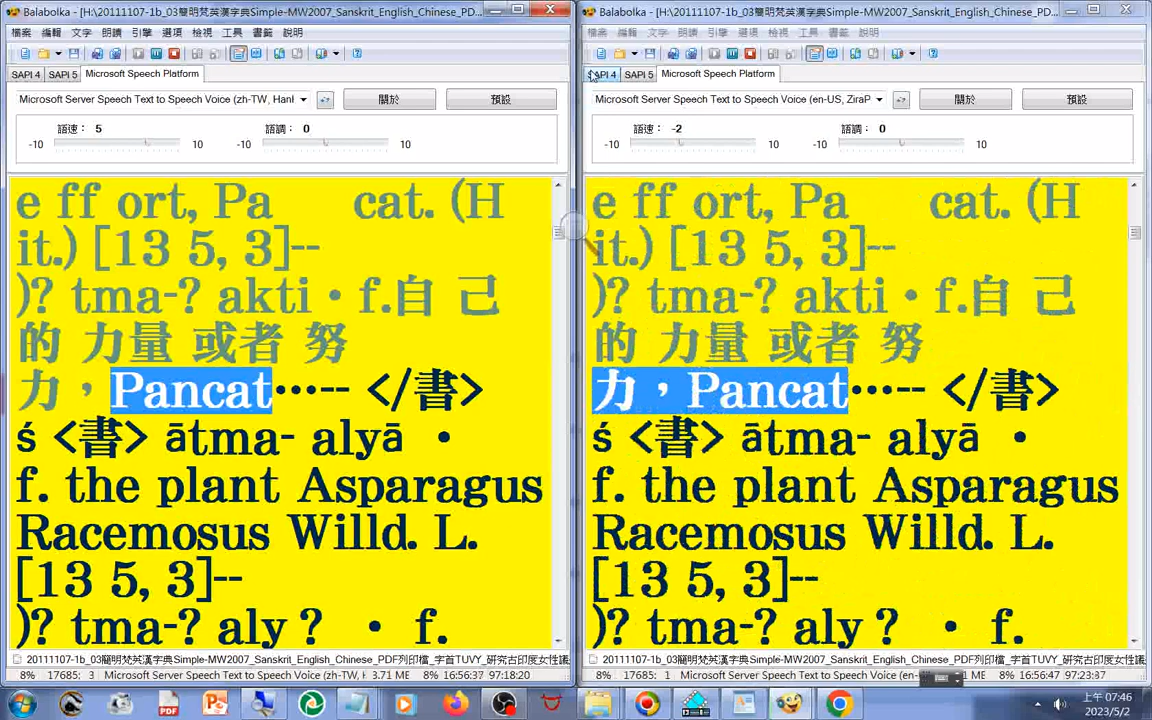 Balabolka - [H:\20111107-1b_03簡明梵英漢字典Simple-MW2007_Sanskrit_English_Chinese_PD...
檔案 編輯 文字 朗讀 引擎 選項 檢視 工具 書籤 說明
SAPI 4 SAPI 5 Microsoft Speech Platform
Microsoft Server Speech Text to Speech Voice (zh-TW, Hanl
關於
預設
語速： 5 語調： 0
-10 10 -10 10
e ff ort, Pa cat. (H
it.) [13 5, 3]--
)? tma-? akti • f.自 己
的 力量 或者 努
力，Pancat…-- </書>
ś <書> ātma- alyā •
f. the plant Asparagus
Racemosus Willd. L.
[13 5, 3]--
)? tma-? aly ? • f.
20111107-1b_03簡明梵英漢字典Simple-MW2007_Sanskrit_English_Chinese_PDF列印檔_字首TUVY_研究古印度女性議
8% 17685: 3 Microsoft Server Speech Text to Speech Voice (zh-TW, H 3.71 ME 8% 16:56:37 97:18:20
Balabolka - [H:\20111107-1b_03簡明梵英漢字典Simple-MW2007_Sanskrit_English_Chinese_PDF...
檔案 編輯 文字 朗讀 引擎 選項 檢視 工具 書籤 說明
SAPI 4 SAPI 5 Microsoft Speech Platform
Microsoft Server Speech Text to Speech Voice (en-US, ZiraP
關於
預設
語速： -2 語調： 0
-10 10 -10 10
e ff ort, Pa cat. (H
it.) [13 5, 3]--
)? tma-? akti • f.自 己
的 力量 或者 努
力，Pancat…-- </書>
ś <書> ātma- alyā •
f. the plant Asparagus
Racemosus Willd. L.
[13 5, 3]--
)? tma-? aly ? • f.
20111107-1b_03簡明梵英漢字典Simple-MW2007_Sanskrit_English_Chinese_PDF列印檔_字首TUVY_研究古印度女性議
8% 17685: 1 Microsoft Server Speech Text to Speech Voice (en-U ME 8% 16:56:47 97:23:37
PDF
上午 07:46
2023/5/2